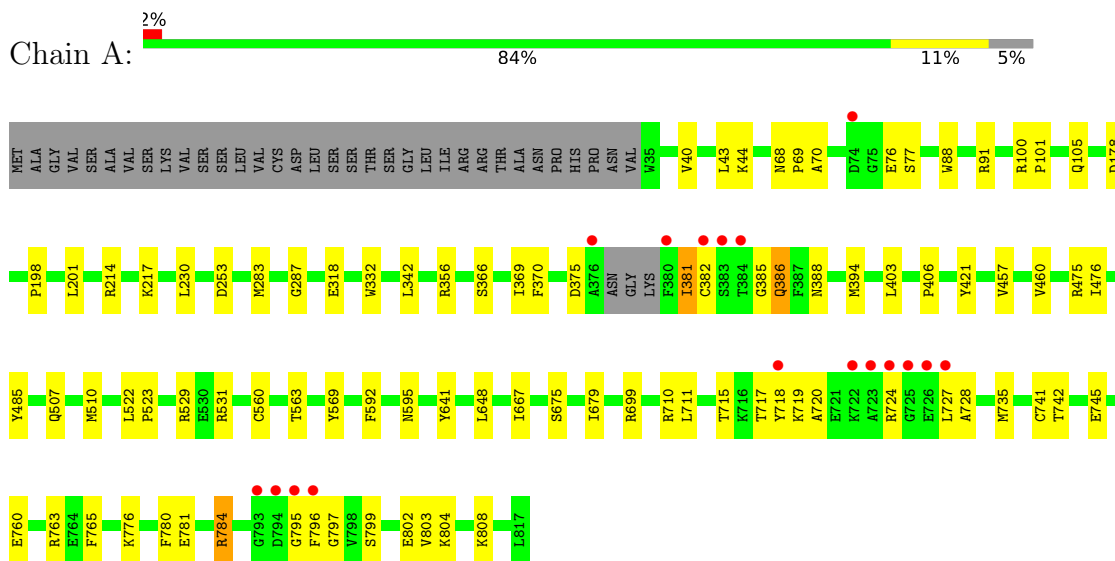 2%
Chain A:
84% 11% 5%
MET ALA GLY VAL SER ALA VAL SER LYS VAL SER SER LEU VAL CYS ASP LEU SER SER THR SER GLY LEU ILE ARG ARG THR ALA ASN PRO HIS PRO ASN VAL W35 V40 L43 K44 N68 P69 A70 D74 G75 E76 S77 W88 R91 R100 P101 Q105
P198 L201 R214 K217 L230 D253 M283 G287 E318 W332 L342 R356 S366 I369 F370 D375 A376 ASN GLY LYS F380 I381 C382 S383 T384 G385 Q386 F387 N388 M394 L403 P406 Y421 V457 V460 R475 I476
Y485 Q507 M510 L522 P523 R529 E530 R531 C560 T563 Y569 F592 N595 Y641 L648 I667 S675 I679 R699 R710 L711 T715 K716 T717 Y718 K719 A720 E721 K722 A723 R724 G725 E726 L727 A728 M735 C741 T742 E745
E760 R763 E764 F765 K776 F780 E781 R784 G793 D794 G795 F796 G797 V798 S799 E802 V803 K804 K808 L817